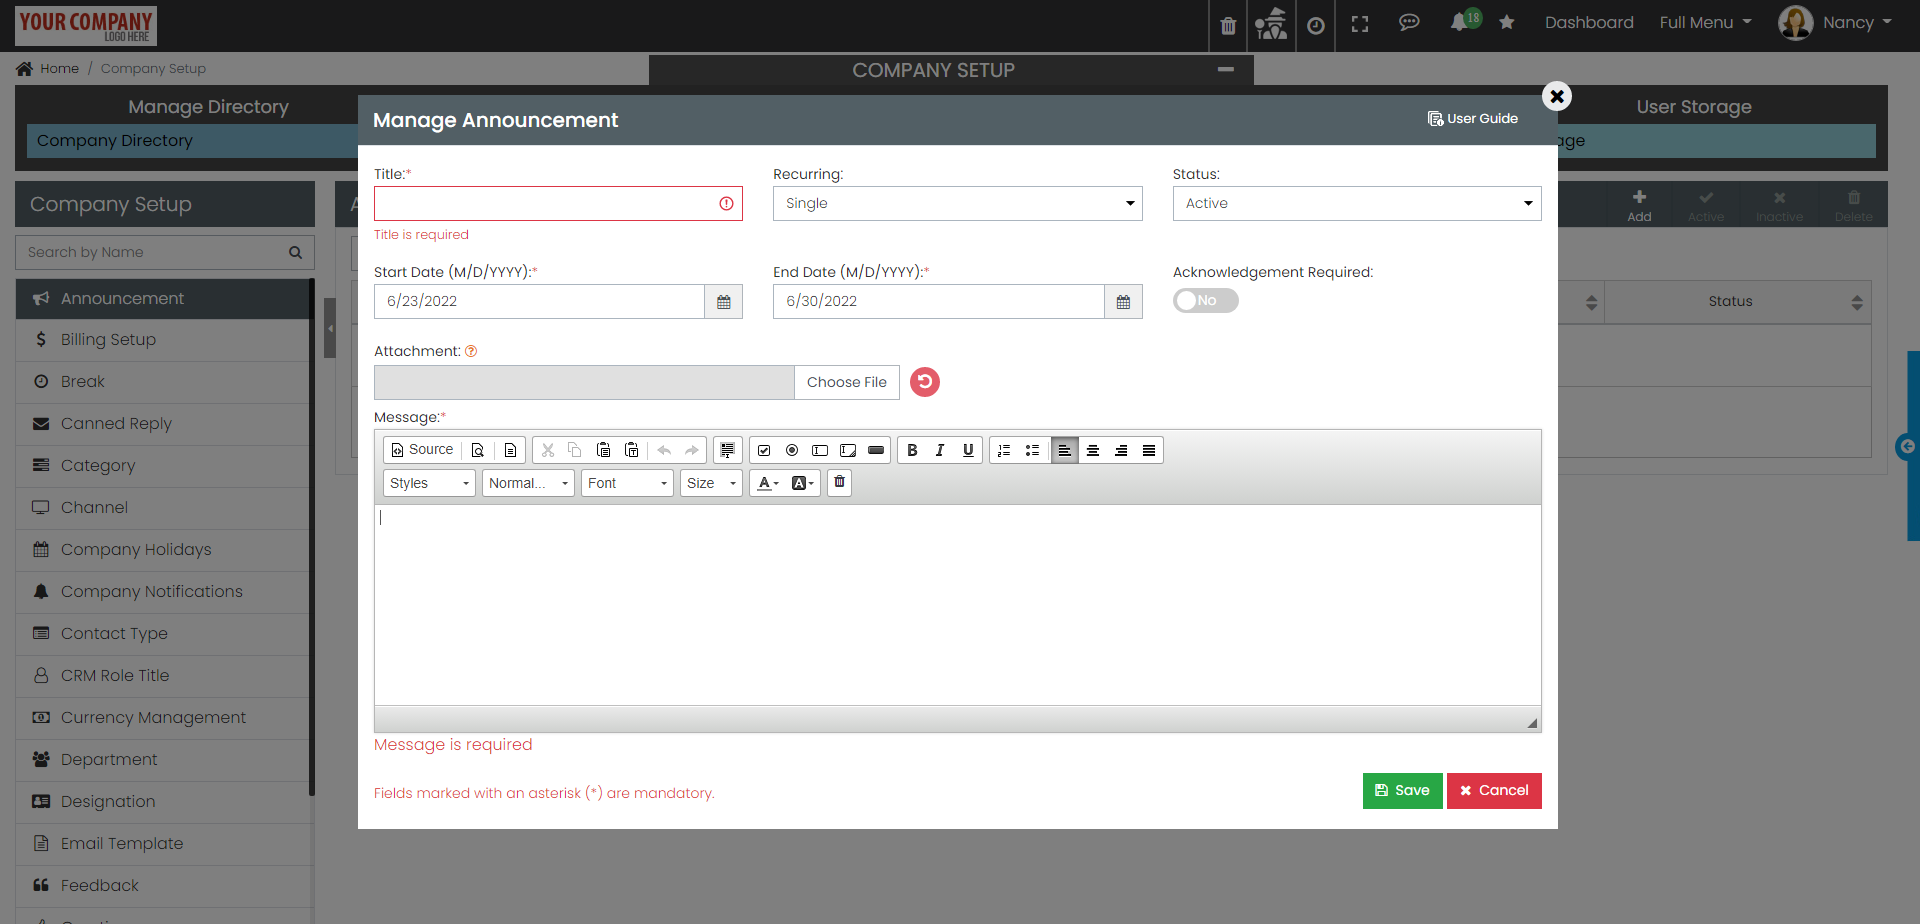 YOUR COMPANY
LOGO HERE
18
Dashboard
Full Menu
Nancy
Home / Company Setup
COMPANY SETUP
Manage Directory
User Storage
Company Directory
Manage Announcement
User Guide
Title:*
Recurring:
Status:
Single
Active
Title is required
Start Date (M/D/YYYY):*
End Date (M/D/YYYY):*
Acknowledgement Required:
6/23/2022
6/30/2022
No
Attachment:
Choose File
Message:*
Source
B I U
Styles
Normal...
Font
Size
A
A
Message is required
Fields marked with an asterisk (*) are mandatory.
Save
Cancel
Company Setup
Search by Name
Announcement
Billing Setup
Break
Canned Reply
Category
Channel
Company Holidays
Company Notifications
Contact Type
CRM Role Title
Currency Management
Department
Designation
Email Template
Feedback
Add
Active
Inactive
Delete
Status